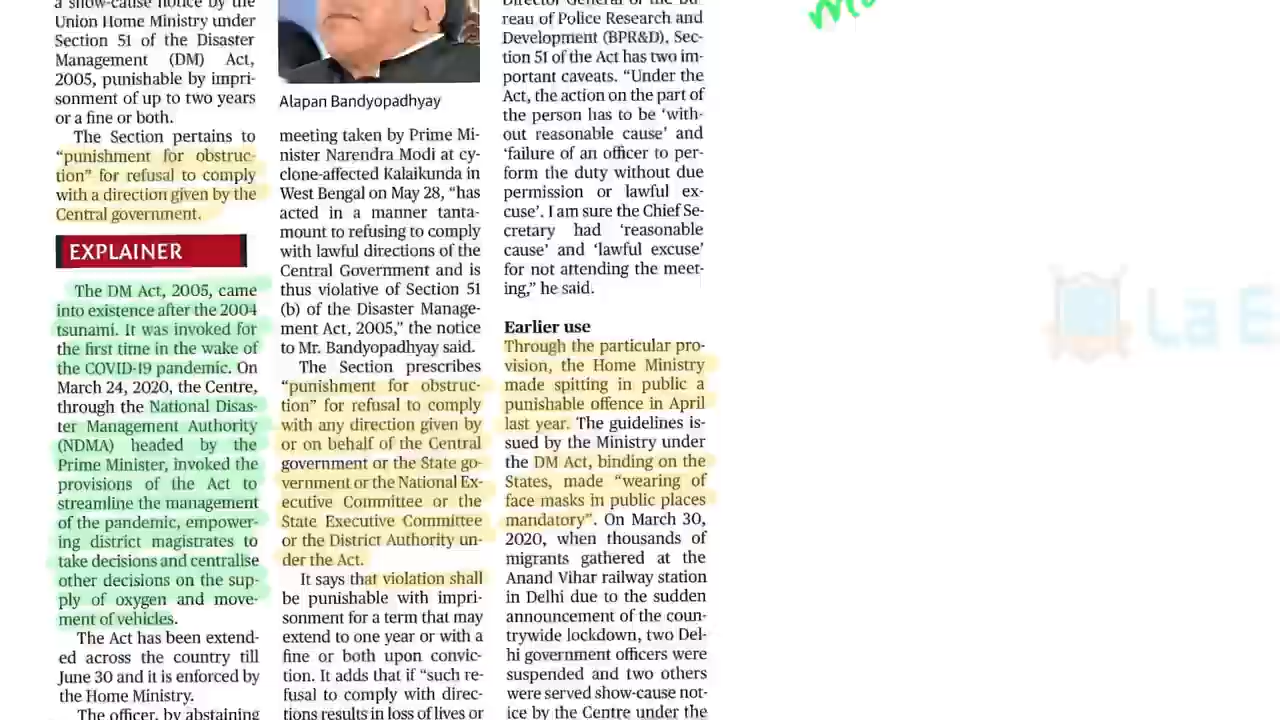 a show-cause notice by the
Union Home Ministry under
Section 51 of the Disaster
Management (DM) Act,
2005, punishable by impri-
sonment of up to two years
or a fine or both.
The Section pertains to
“punishment for obstruc-
tion” for refusal to comply
with a direction given by the
Central government.
EXPLAINER
The DM Act, 2005, came
into existence after the 2004
tsunami. It was invoked for
the first time in the wake of
the COVID-19 pandemic. On
March 24, 2020, the Centre,
through the National Disas-
ter Management Authority
(NDMA) headed by the
Prime Minister, invoked the
provisions of the Act to
streamline the management
of the pandemic, empower-
ing district magistrates to
take decisions and centralise
other decisions on the sup-
ply of oxygen and move-
ment of vehicles.
The Act has been extend-
ed across the country till
June 30 and it is enforced by
the Home Ministry.
The officer, by abstaining
Alapan Bandyopadhyay
meeting taken by Prime Mi-
nister Narendra Modi at cy-
clone-affected Kalaikunda in
West Bengal on May 28, “has
acted in a manner tanta-
mount to refusing to comply
with lawful directions of the
Central Government and is
thus violative of Section 51
(b) of the Disaster Manage-
ment Act, 2005,” the notice
to Mr. Bandyopadhyay said.
The Section prescribes
“punishment for obstruc-
tion” for refusal to comply
with any direction given by
or on behalf of the Central
government or the State go-
vernment or the National Ex-
ecutive Committee or the
State Executive Committee
or the District Authority un-
der the Act.
It says that violation shall
be punishable with impri-
sonment for a term that may
extend to one year or with a
fine or both upon convic-
tion. It adds that if “such re-
fusal to comply with direc-
tions results in loss of lives or
Director General of the Bu-
reau of Police Research and
Development (BPR&D), Sec-
tion 51 of the Act has two im-
portant caveats. “Under the
Act, the action on the part of
the person has to be ‘with-
out reasonable cause’ and
‘failure of an officer to per-
form the duty without due
permission or lawful ex-
cuse’. I am sure the Chief Se-
cretary had ‘reasonable
cause’ and ‘lawful excuse’
for not attending the meet-
ing,” he said.
Earlier use
Through the particular pro-
vision, the Home Ministry
made spitting in public a
punishable offence in April
last year. The guidelines is-
sued by the Ministry under
the DM Act, binding on the
States, made “wearing of
face masks in public places
mandatory”. On March 30,
2020, when thousands of
migrants gathered at the
Anand Vihar railway station
in Delhi due to the sudden
announcement of the coun-
trywide lockdown, two Del-
hi government officers were
suspended and two others
were served show-cause not-
ice by the Centre under the
La E